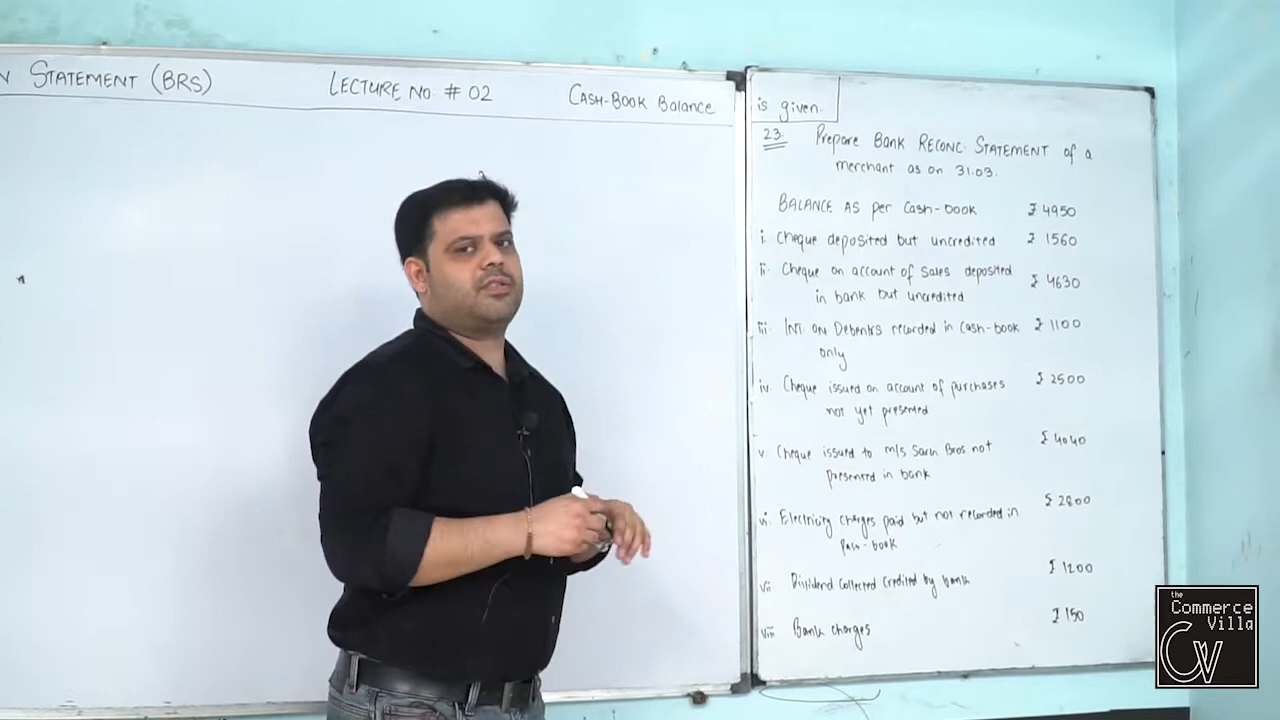 N STATEMENT (BRS) LECTURE NO # 02 CASH-BOOK Balance
is given.
23. Prepare BANK RECONC. STATEMENT of a
merchant as on 31.03.
BALANCE AS per Cash-book ₹ 4950
i. Cheque deposited but uncredited ₹ 1560
ii. Cheque on account of sales deposited
in bank but uncredited ₹ 4630
iii. INT. ON recorded in Cash-book ₹ 1100
only
iv. Cheque issued on account of purchases ₹ 2500
not yet presented
v. Cheque issued to m/s Bros not ₹ 4040
presented in bank
vi. Electricity charges paid but not recorded in ₹ 2800
book
vii. Dividend collected credited by bank ₹ 1200
viii. Bank charges ₹ 150
the
Commerce
Villa
CV